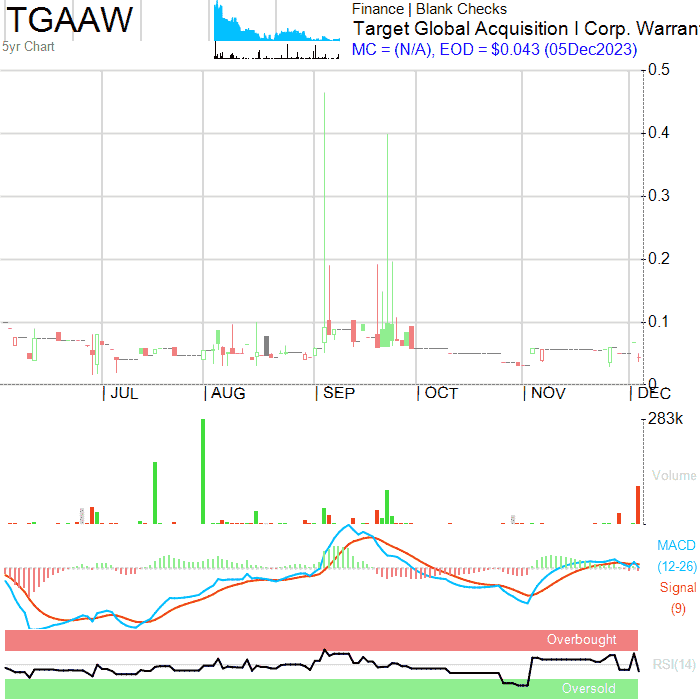 TGAAW
5yr Chart
Finance | Blank Checks
Target Global Acquisition I Corp. Warran
MC = (N/A), EOD = $0.043 (05Dec2023)
0.5
0.4
0.3
0.2
0.1
0
| JUL | AUG | SEP | OCT | NOV | DEC
283k
Volume
MACD
(12-26)
Signal
(9)
Overbought
RSI(14)
Oversold